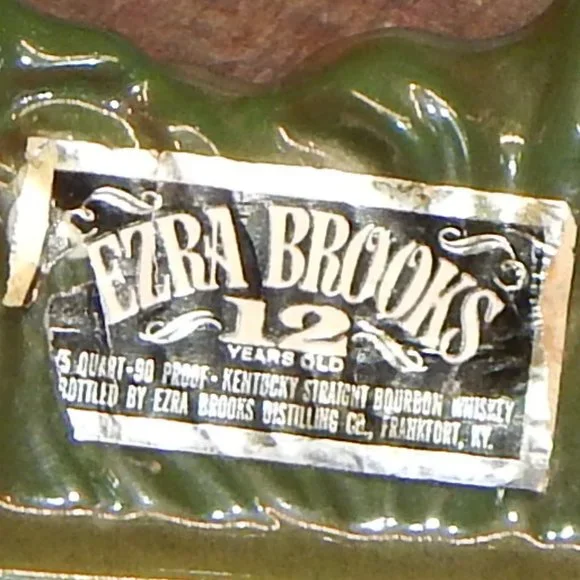 EZRA BROOKS
12
YEARS OLD
/5 QUART-90 PROOF-KENTUCKY STRAIGHT BOURBON WHISKEY
BOTTLED BY EZRA BROOKS DISTILLING CO., FRANKFORT, KY.